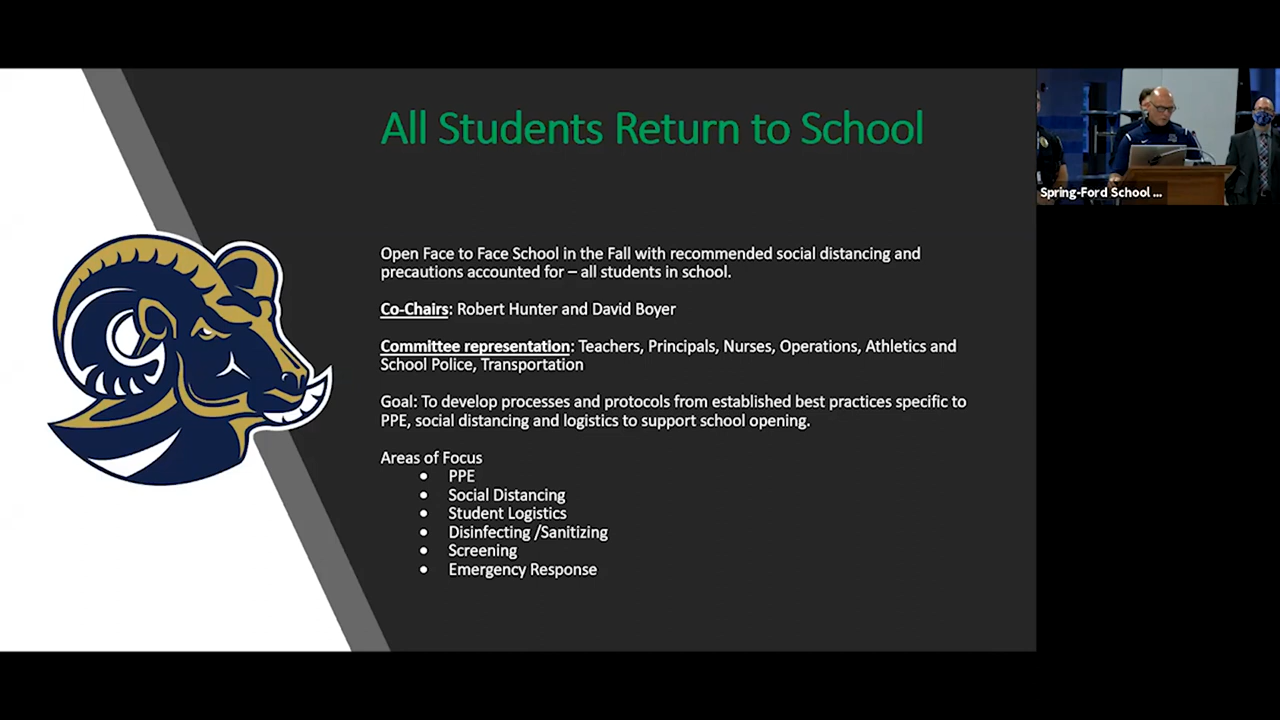 All Students Return to School
Open Face to Face School in the Fall with recommended social distancing and
precautions accounted for – all students in school.
Co-Chairs: Robert Hunter and David Boyer
Committee representation: Teachers, Principals, Nurses, Operations, Athletics and
School Police, Transportation
Goal: To develop processes and protocols from established best practices specific to
PPE, social distancing and logistics to support school opening.
Areas of Focus
• PPE
• Social Distancing
• Student Logistics
• Disinfecting /Sanitizing
• Screening
• Emergency Response
Spring-Ford School ...